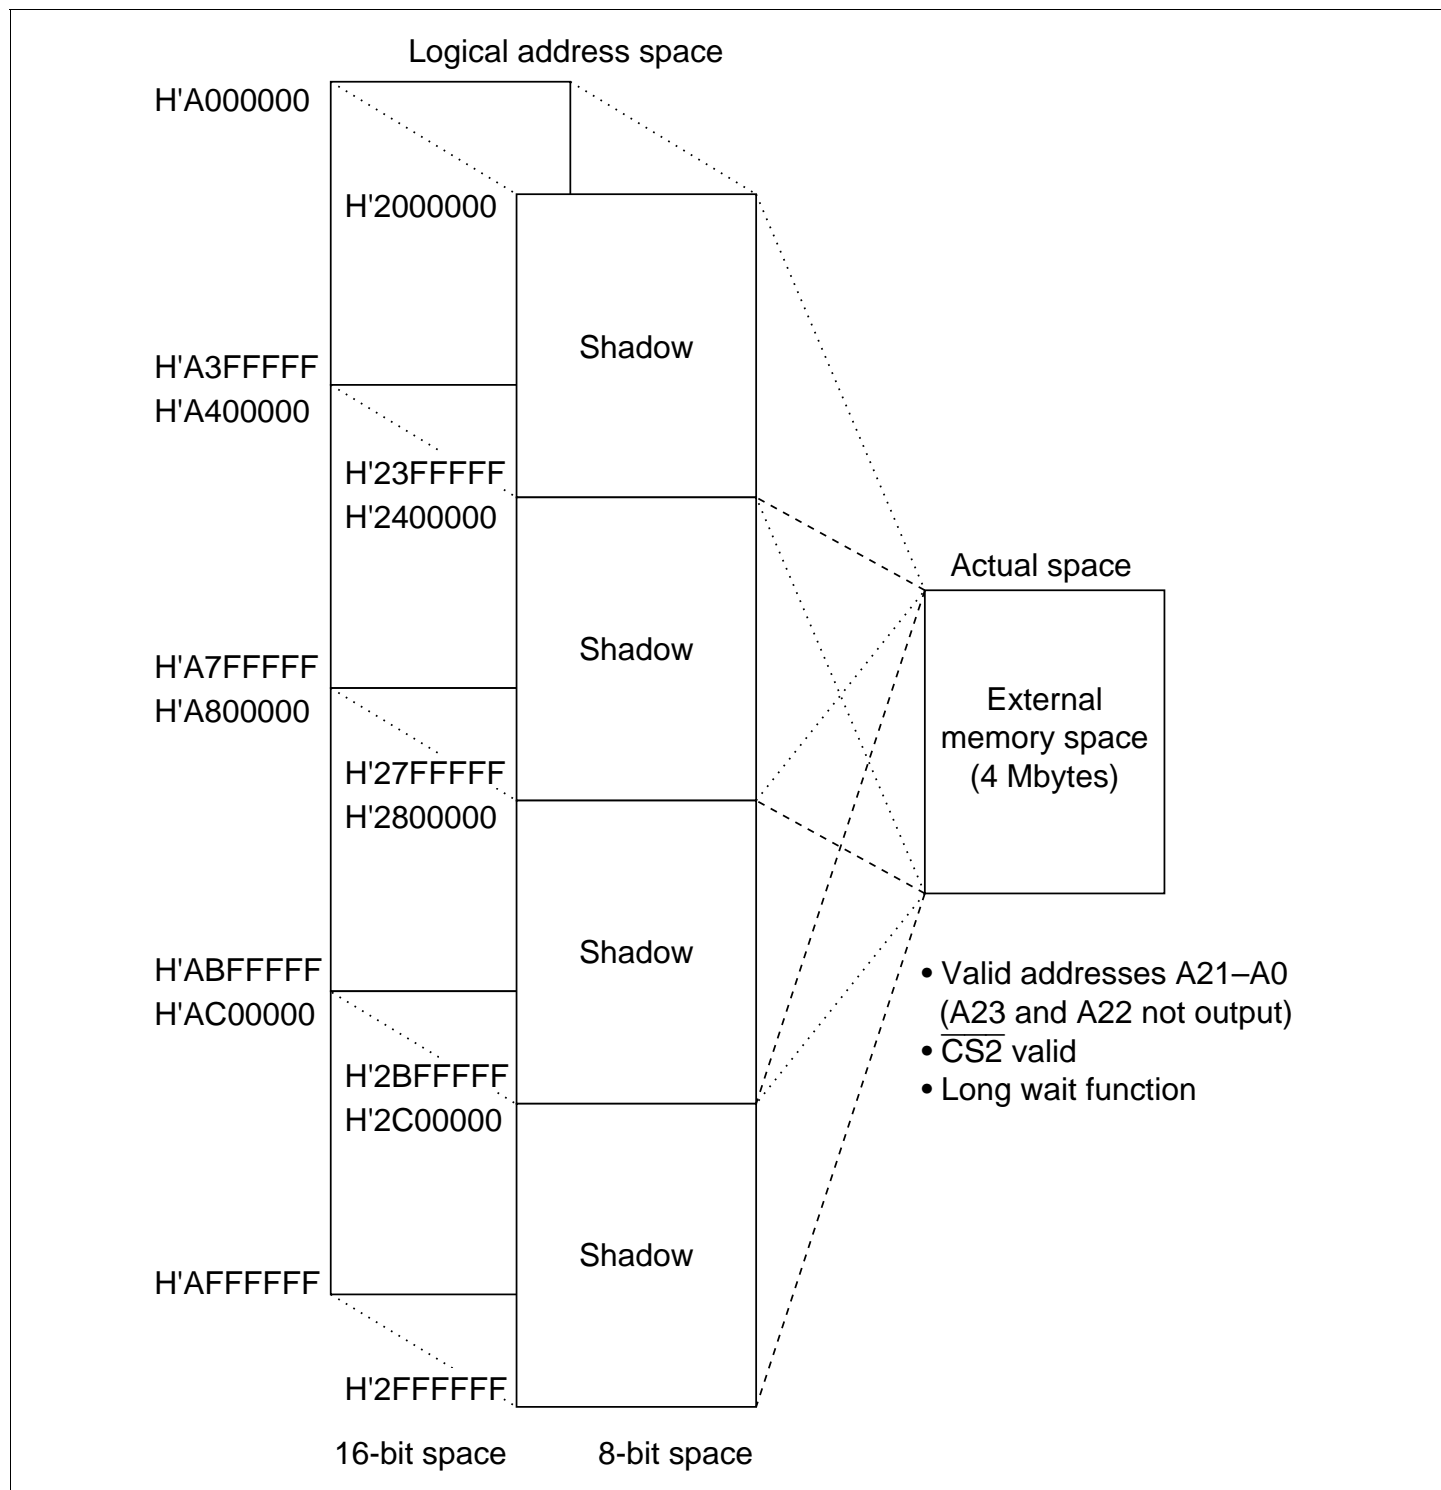 Logical address space
H'A000000
H'2000000
Shadow
H'A3FFFFF
H'A400000
H'23FFFFF
H'2400000
Actual space
Shadow
H'A7FFFFF
H'A800000
External
memory space
(4 Mbytes)
H'27FFFFF
H'2800000
Shadow
H'ABFFFFF
H'AC00000
• Valid addresses A21–A0
(A23 and A22 not output)
• C̅S̅2̅ valid
• Long wait function
H'2BFFFFF
H'2C00000
Shadow
H'AFFFFFF
H'2FFFFFF
16-bit space
8-bit space